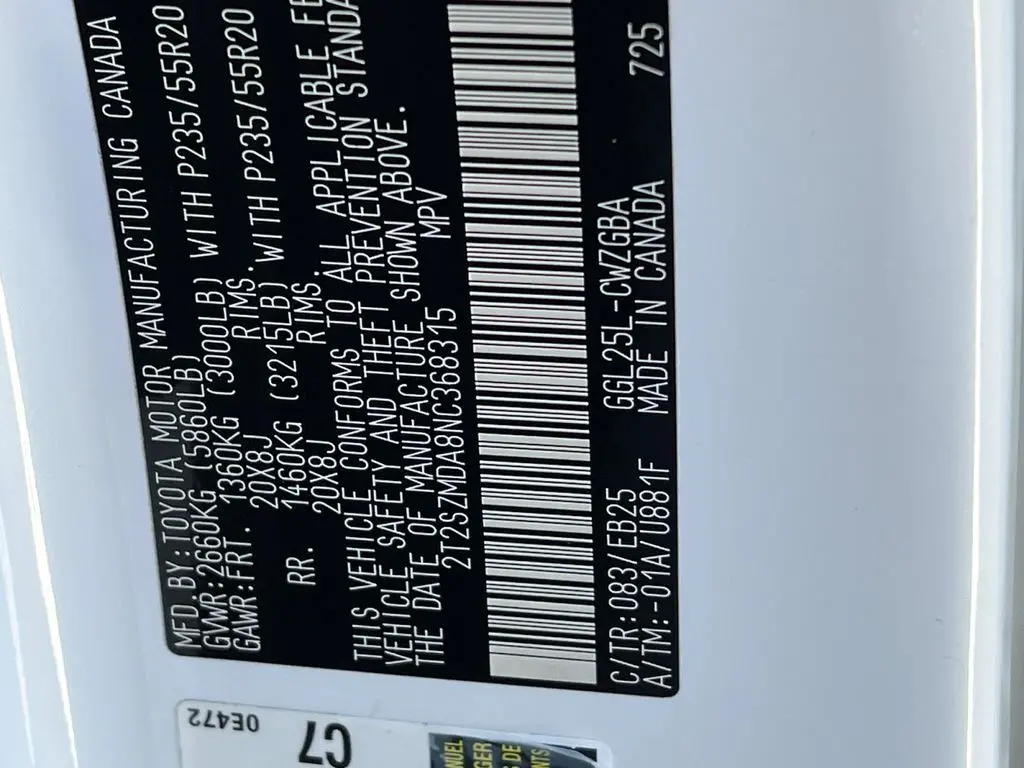 MFD.BY:TOYOTA MOTOR MANUFACTURING CANADA
GVWR:2660KG (5860LB)
GAWR:FRT. 1360KG (3000LB) WITH P235/55R20
20X8J RIMS.
RR. 1460KG (3215LB) WITH P235/55R20
20X8J RIMS.
THIS VEHICLE CONFORMS TO ALL APPLICABLE
VEHICLE SAFETY AND THEFT PREVENTION
THE DATE OF MANUFACTURE SHOWN ABOVE.
2T2SZMDA8NC368315 MPV
C/TR:083/EB25 GGL25L-CWZGBA 725
A/TM:-01A/U881F MADE IN CANADA
0E472
C7
DE